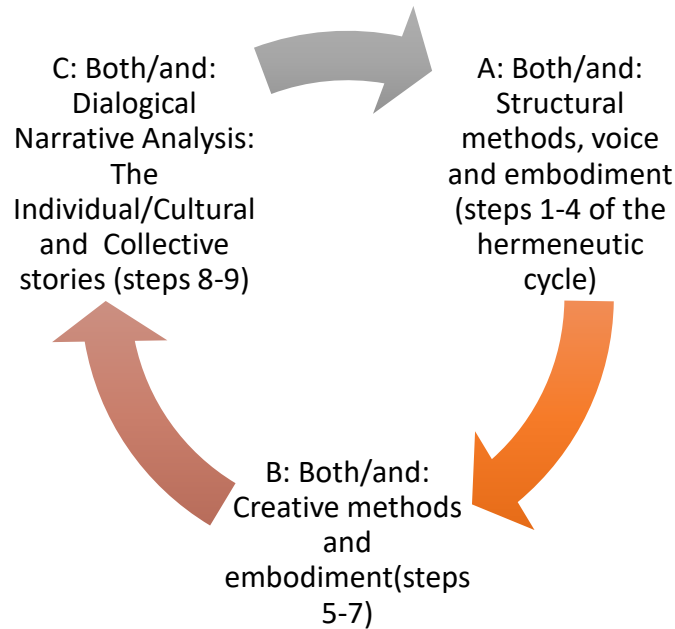 A: Both/and:
Structural
methods, voice
and embodiment
(steps 1-4 of the
hermeneutic
cycle)
B: Both/and:
Creative methods
and
embodiment(steps
5-7)
C: Both/and:
Dialogical
Narrative Analysis:
The
Individual/Cultural
and  Collective
stories (steps 8-9)